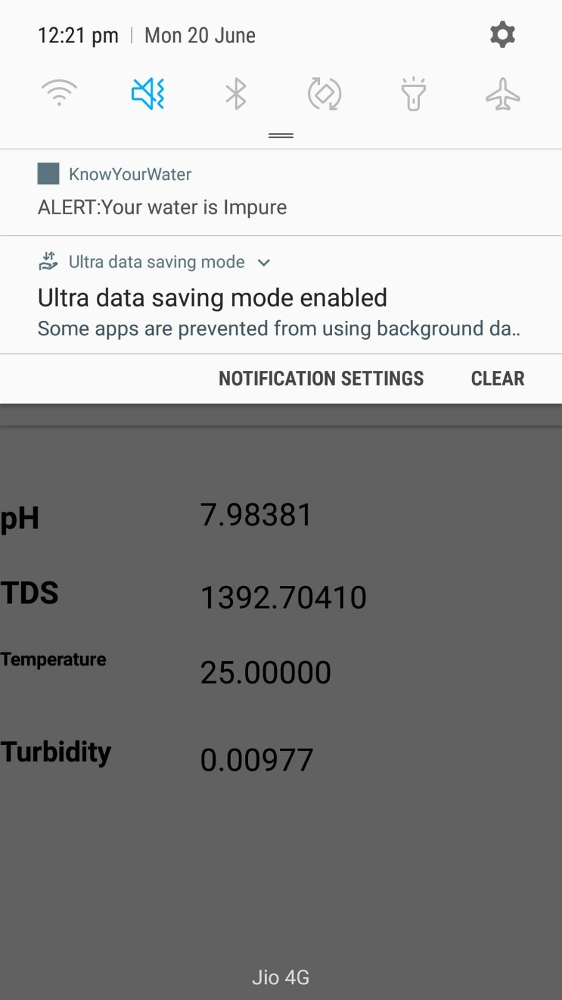 12:21 pm | Mon 20 June
KnowYourWater
ALERT:Your water is Impure
Ultra data saving mode
Ultra data saving mode enabled
Some apps are prevented from using background da..
NOTIFICATION SETTINGS CLEAR
pH 7.98381
TDS 1392.70410
Temperature 25.00000
Turbidity 0.00977
Jio 4G